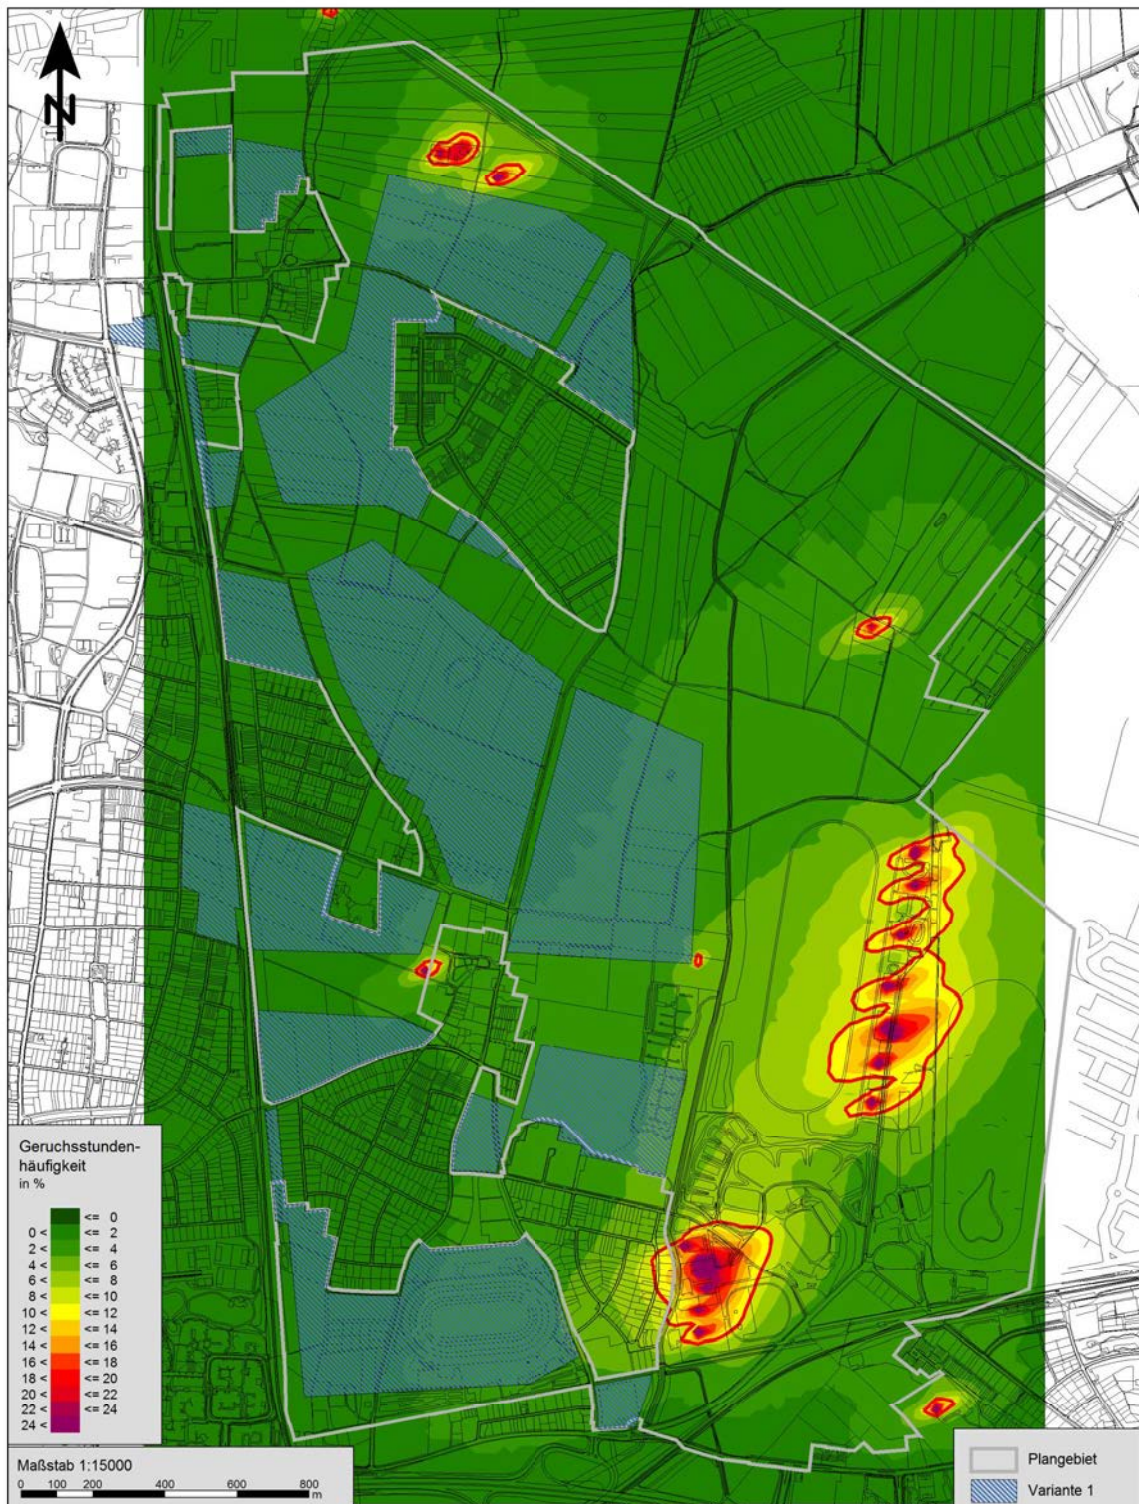 N
Geruchsstunden-
häufigkeit
in %
<= 0
0 < <= 2
2 < <= 4
4 < <= 6
6 < <= 8
8 < <= 10
10 < <= 12
12 < <= 14
14 < <= 16
16 < <= 18
18 < <= 20
20 < <= 22
22 < <= 24
24 <
Maßstab 1:15000
0 100 200 400 600 800
m
Plangebiet
Variante 1